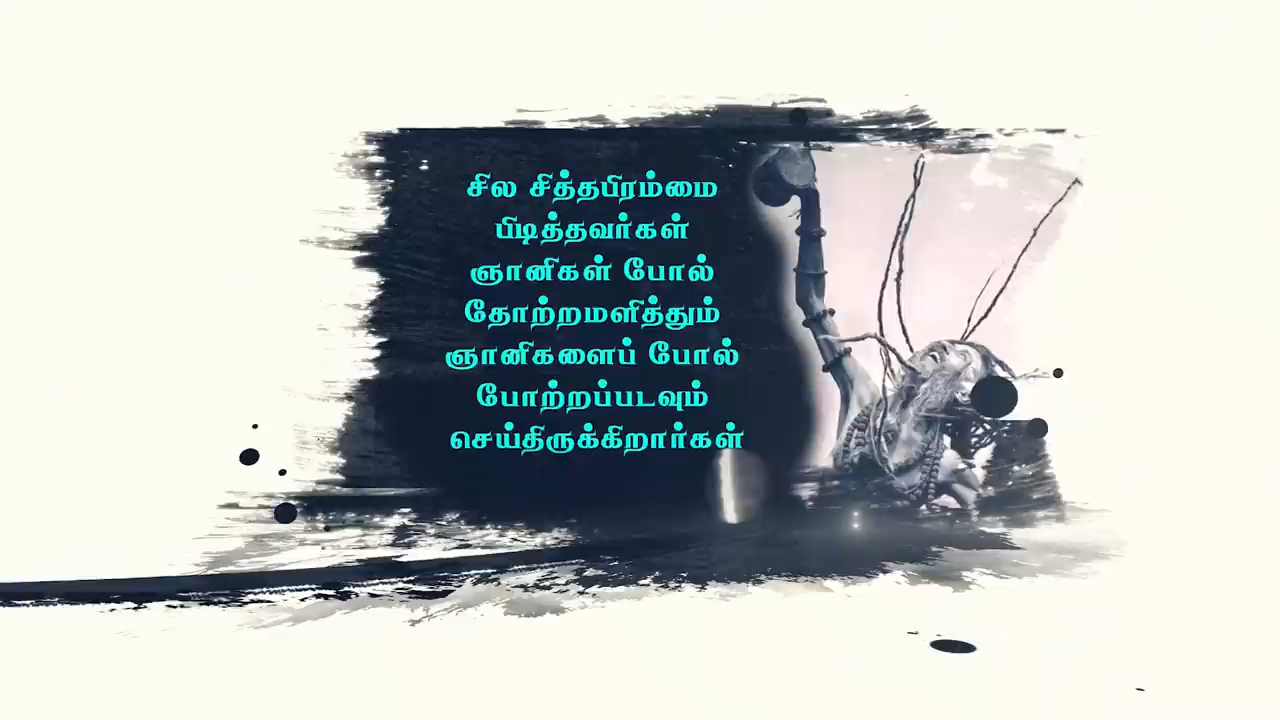 சில சித்தபிரம்மை
பிடித்தவர்கள்
ஞானிகள் போல்
தோற்றமளித்தும்
ஞானிகளைப் போல்
போற்றப்படவும்
செய்திருக்கிறார்கள்